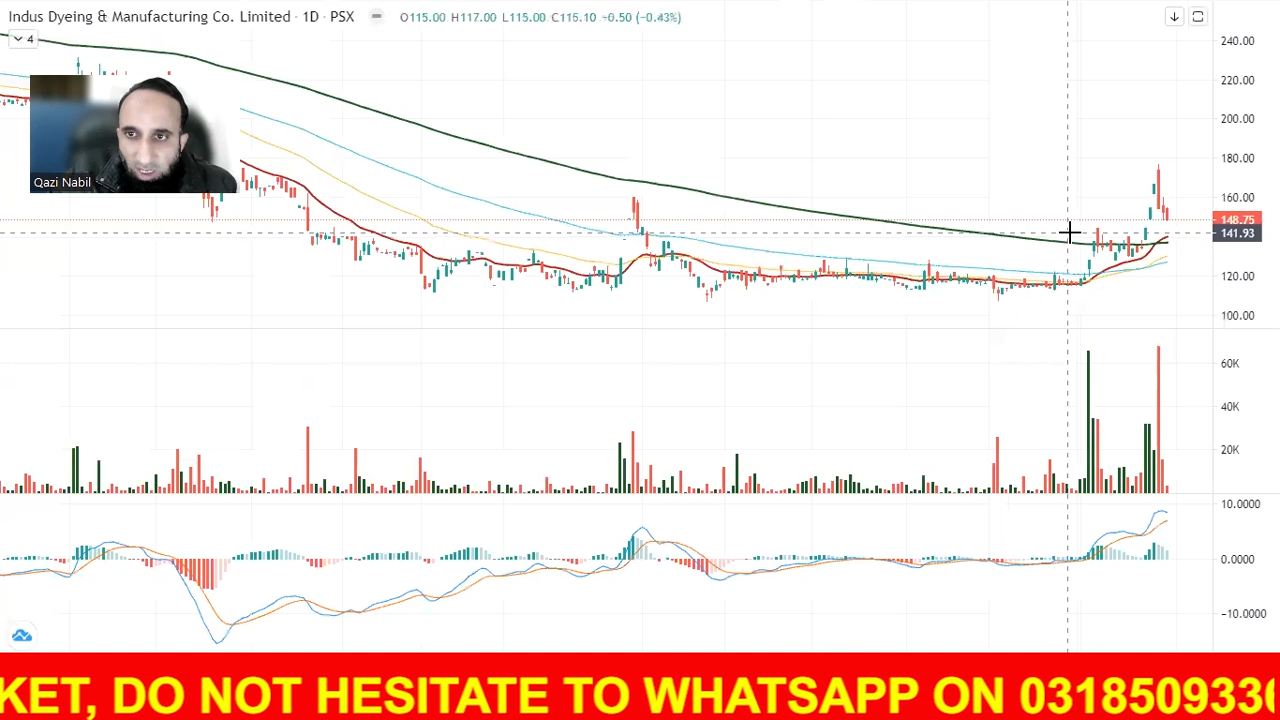 Indus Dyeing & Manufacturing Co. Limited · 1D · PSX O115.00 H117.00 L115.00 C115.10 −0.50 (−0.43%)
4
240.00
220.00
200.00
180.00
Qazi Nabil
160.00
148.75
141.93
120.00
100.00
60K
40K
20K
10.0000
0.0000
−10.0000
KET, DO NOT HESITATE TO WHATSAPP ON 0318509336